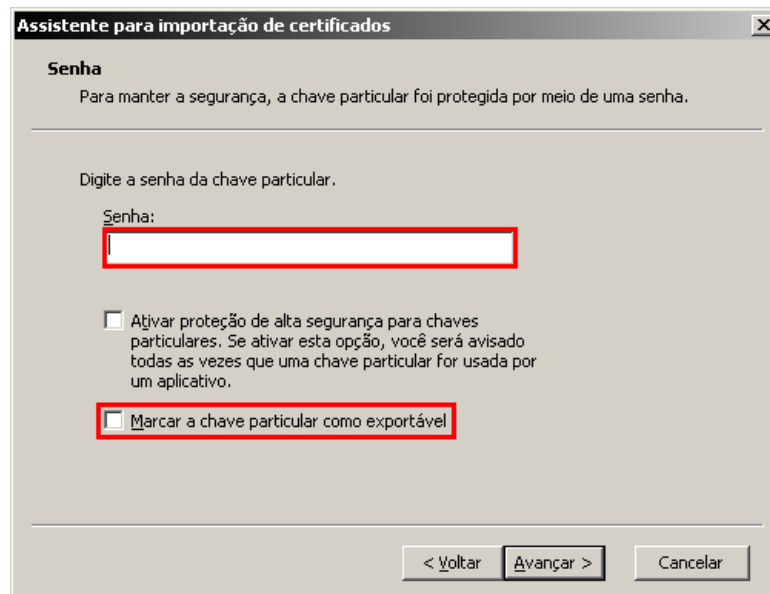 Assistente para importação de certificados
Senha
Para manter a segurança, a chave particular foi protegida por meio de uma senha.
Digite a senha da chave particular.
Senha:
Ativar proteção de alta segurança para chaves
particulares. Se ativar esta opção, você será avisado
todas as vezes que uma chave particular for usada por
um aplicativo.
Marcar a chave particular como exportável
< Voltar Avançar > Cancelar